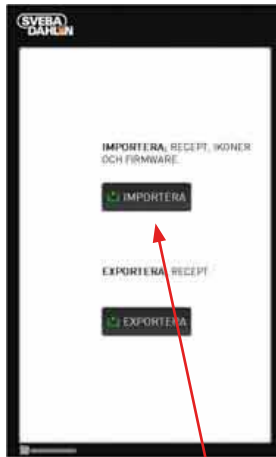 SVEBA
DAHLEN
IMPORTERA; RECEPT, IKONER
OCH FIRMWARE.
IMPORTERA
EXPORTERA; RECEPT
EXPORTERA